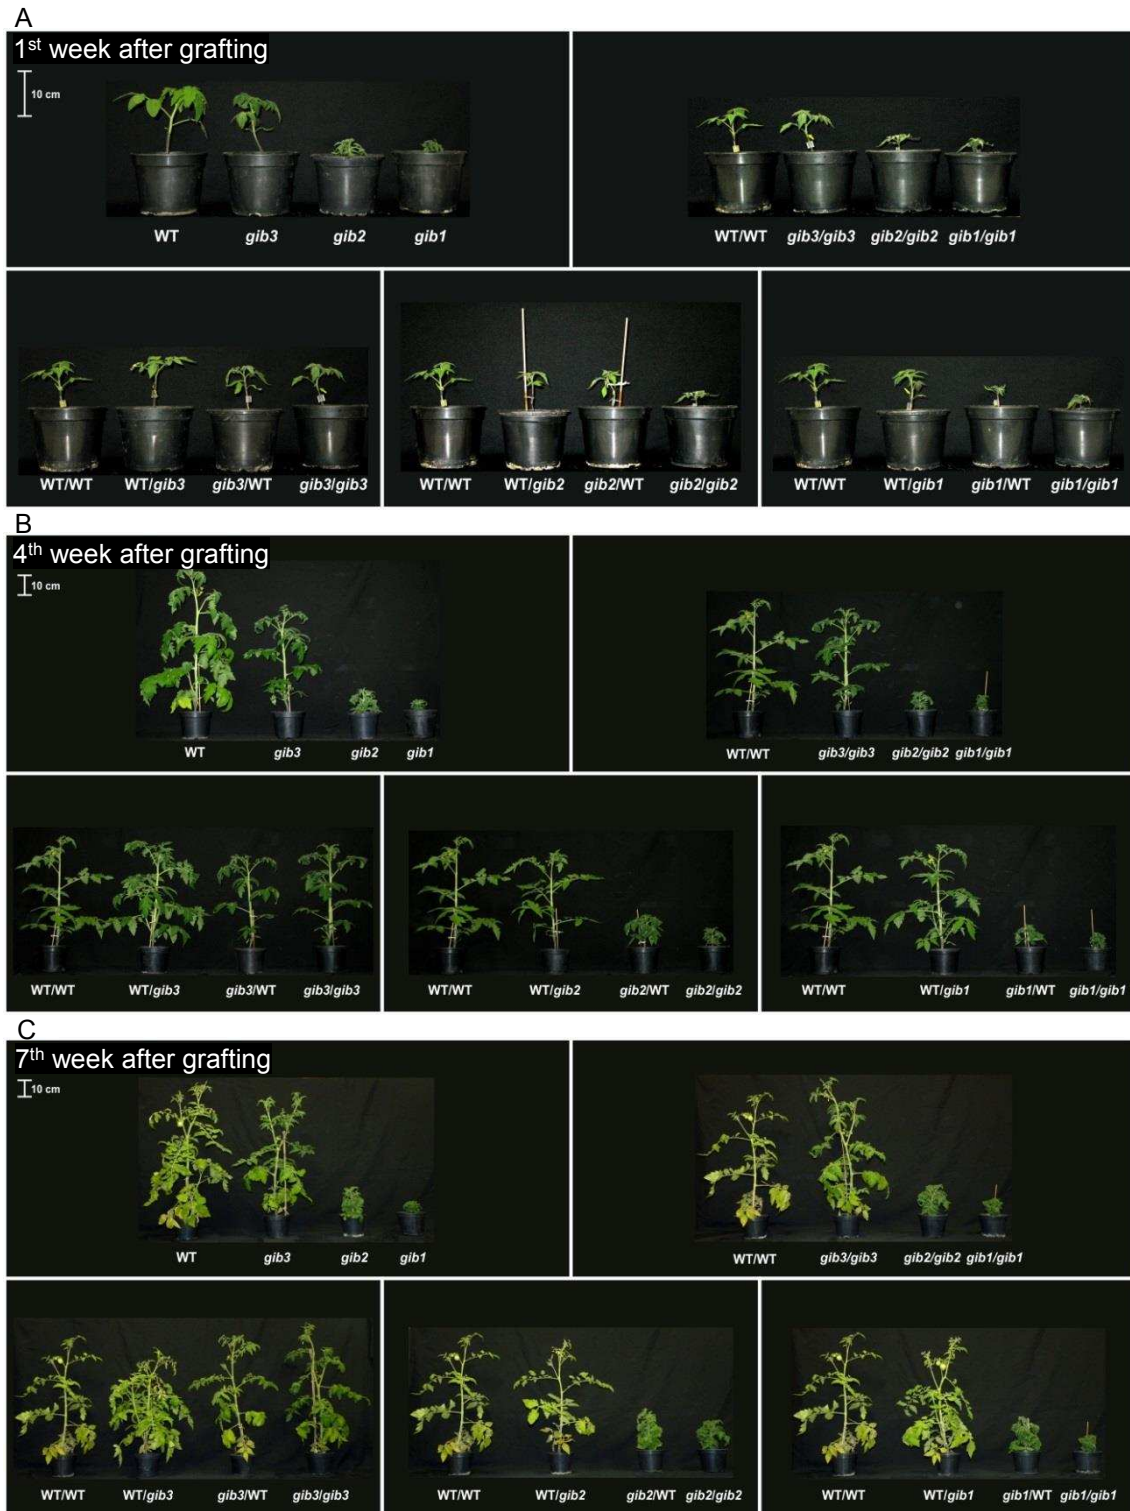 A
1st week after grafting
10 cm
WT gib3 gib2 gib1
WT/WT gib3/gib3 gib2/gib2 gib1/gib1
WT/WT WT/gib3 gib3/WT gib3/gib3
WT/WT WT/gib2 gib2/WT gib2/gib2
WT/WT WT/gib1 gib1/WT gib1/gib1
B
4th week after grafting
10 cm
WT gib3 gib2 gib1
WT/WT gib3/gib3 gib2/gib2 gib1/gib1
WT/WT WT/gib3 gib3/WT gib3/gib3
WT/WT WT/gib2 gib2/WT gib2/gib2
WT/WT WT/gib1 gib1/WT gib1/gib1
C
7th week after grafting
10 cm
WT gib3 gib2 gib1
WT/WT gib3/gib3 gib2/gib2 gib1/gib1
WT/WT WT/gib3 gib3/WT gib3/gib3
WT/WT WT/gib2 gib2/WT gib2/gib2
WT/WT WT/gib1 gib1/WT gib1/gib1